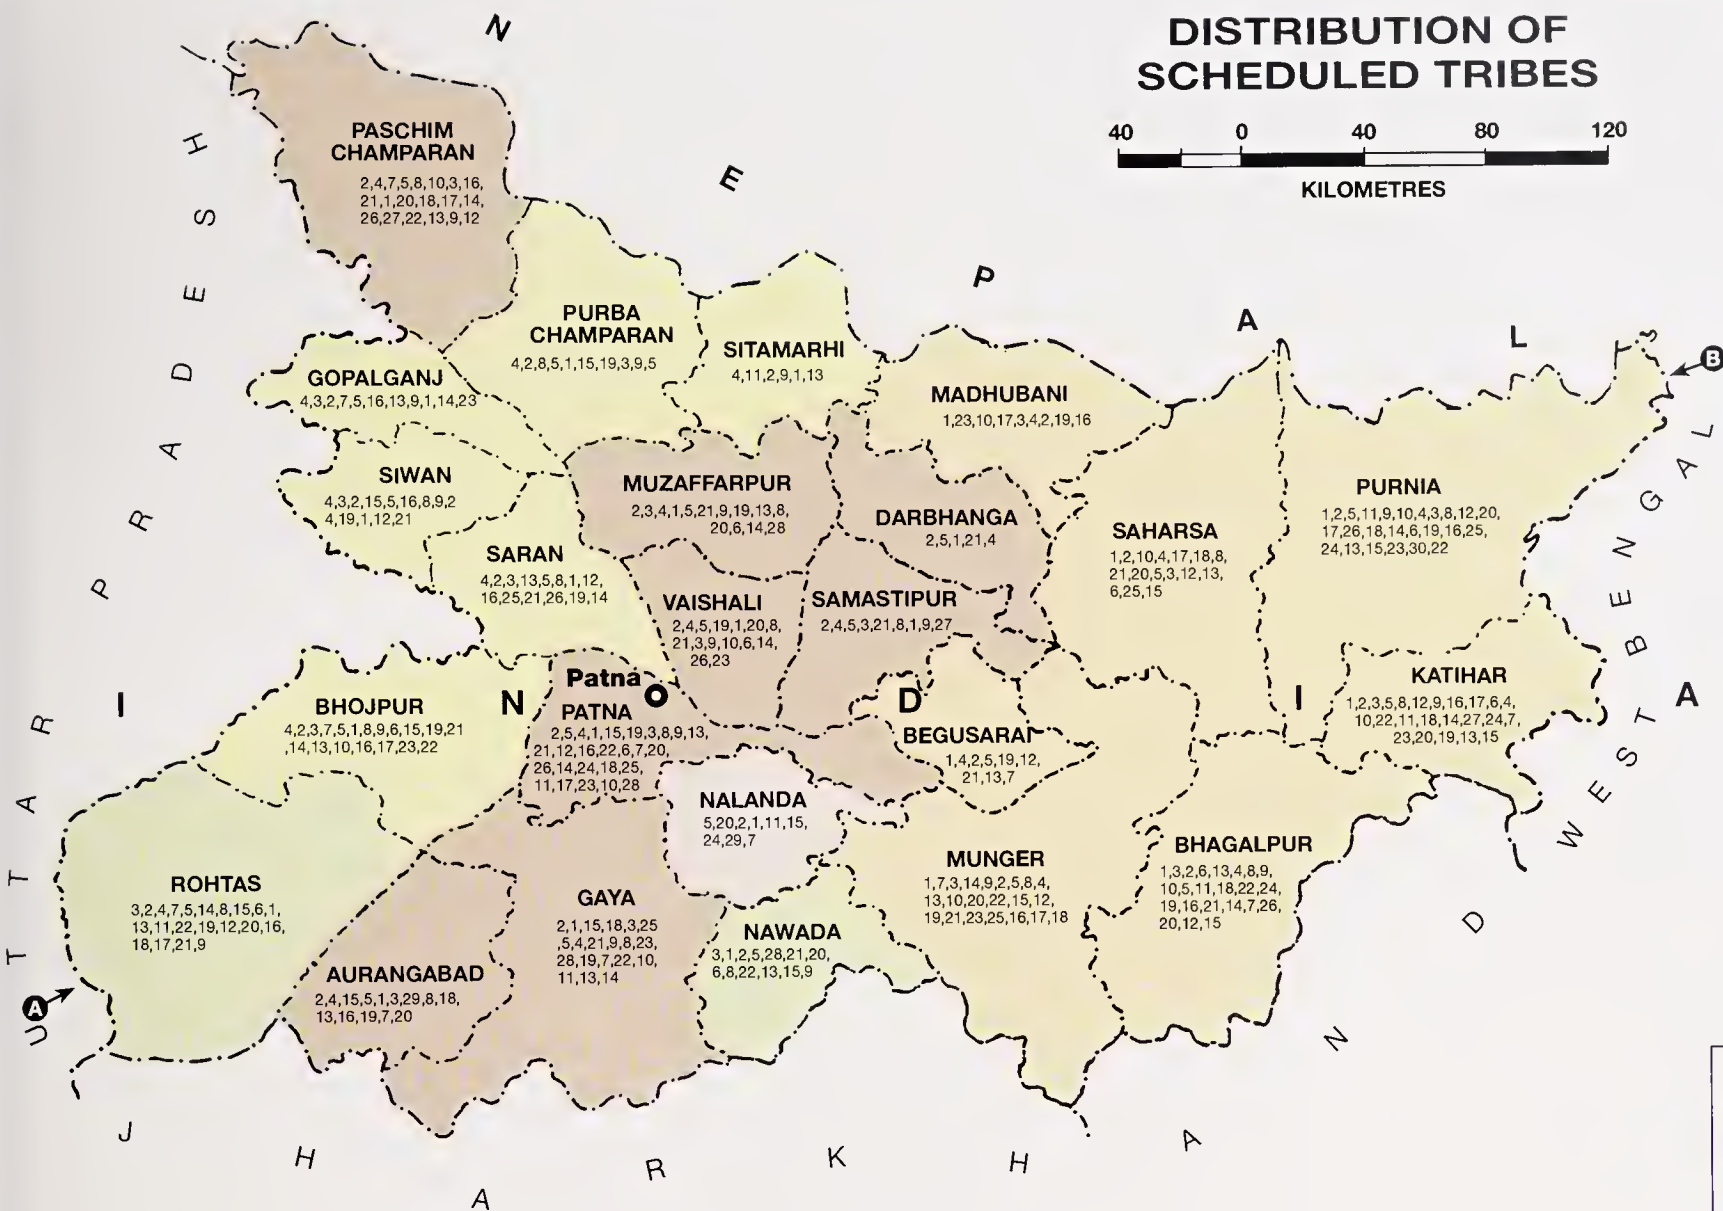 DISTRIBUTION OF
SCHEDULED TRIBES
40 0 40 80 120
KILOMETRES
N E P A L
UTTAR PRADESH
INDIA
WEST BENGAL
JHARKHAND
A
B
PASCHIM
CHAMPARAN
2,4,7,5,8,10,3,16,
21,1,20,18,17,14,
26,27,22,13,9,12
PURBA
CHAMPARAN
4,2,8,5,1,15,19,3,9,5
SITAMARHI
4,11,2,9,1,13
GOPALGANJ
4,3,2,7,5,16,13,9,1,14,23
MADHUBANI
1,23,10,17,3,4,2,19,16
SIWAN
4,3,2,15,5,16,8,9,2
4,19,1,12,21
MUZAFFARPUR
2,3,4,1,5,21,9,19,13,8,
20,6,14,28
DARBHANGA
2,5,1,21,4
SAHARSA
1,2,10,4,17,18,8,
21,20,5,3,12,13,
6,25,15
PURNIA
1,2,5,11,9,10,4,3,8,12,20,
17,26,18,14,6,19,16,25,
24,13,15,23,30,22
SARAN
4,2,3,13,5,8,1,12,
16,25,21,26,19,14
VAISHALI
2,4,5,19,1,20,8,
21,3,9,10,6,14,
26,23
SAMASTIPUR
2,4,5,3,21,8,1,9,27
KATIHAR
1,2,3,5,8,12,9,16,17,6,4,
10,22,11,18,14,27,24,7,
23,20,19,13,15
BHOJPUR
4,2,3,7,5,1,8,9,6,15,19,21
,14,13,10,16,17,23,22
Patna
PATNA
2,5,4,1,15,19,3,8,9,13,
21,12,16,22,6,7,20,
26,14,24,18,25,
11,17,23,10,28
BEGUSARAI
1,4,2,5,19,12,
21,13,7
NALANDA
5,20,2,1,11,15,
24,29,7
MUNGER
1,7,3,14,9,2,5,8,4,
13,10,20,22,15,12,
19,21,23,25,16,17,18
BHAGALPUR
1,3,2,6,13,4,8,9,
10,5,11,18,22,24,
19,16,21,14,7,26,
20,12,15
ROHTAS
3,2,4,7,5,14,8,15,6,1,
13,11,22,19,12,20,16,
18,17,21,9
GAYA
2,1,15,18,3,25
,5,4,21,9,8,23,
28,19,7,22,10,
11,13,14
NAWADA
3,1,2,5,28,21,20,
6,8,22,13,15,9
AURANGABAD
2,4,15,5,1,3,29,8,18,
13,16,19,7,20